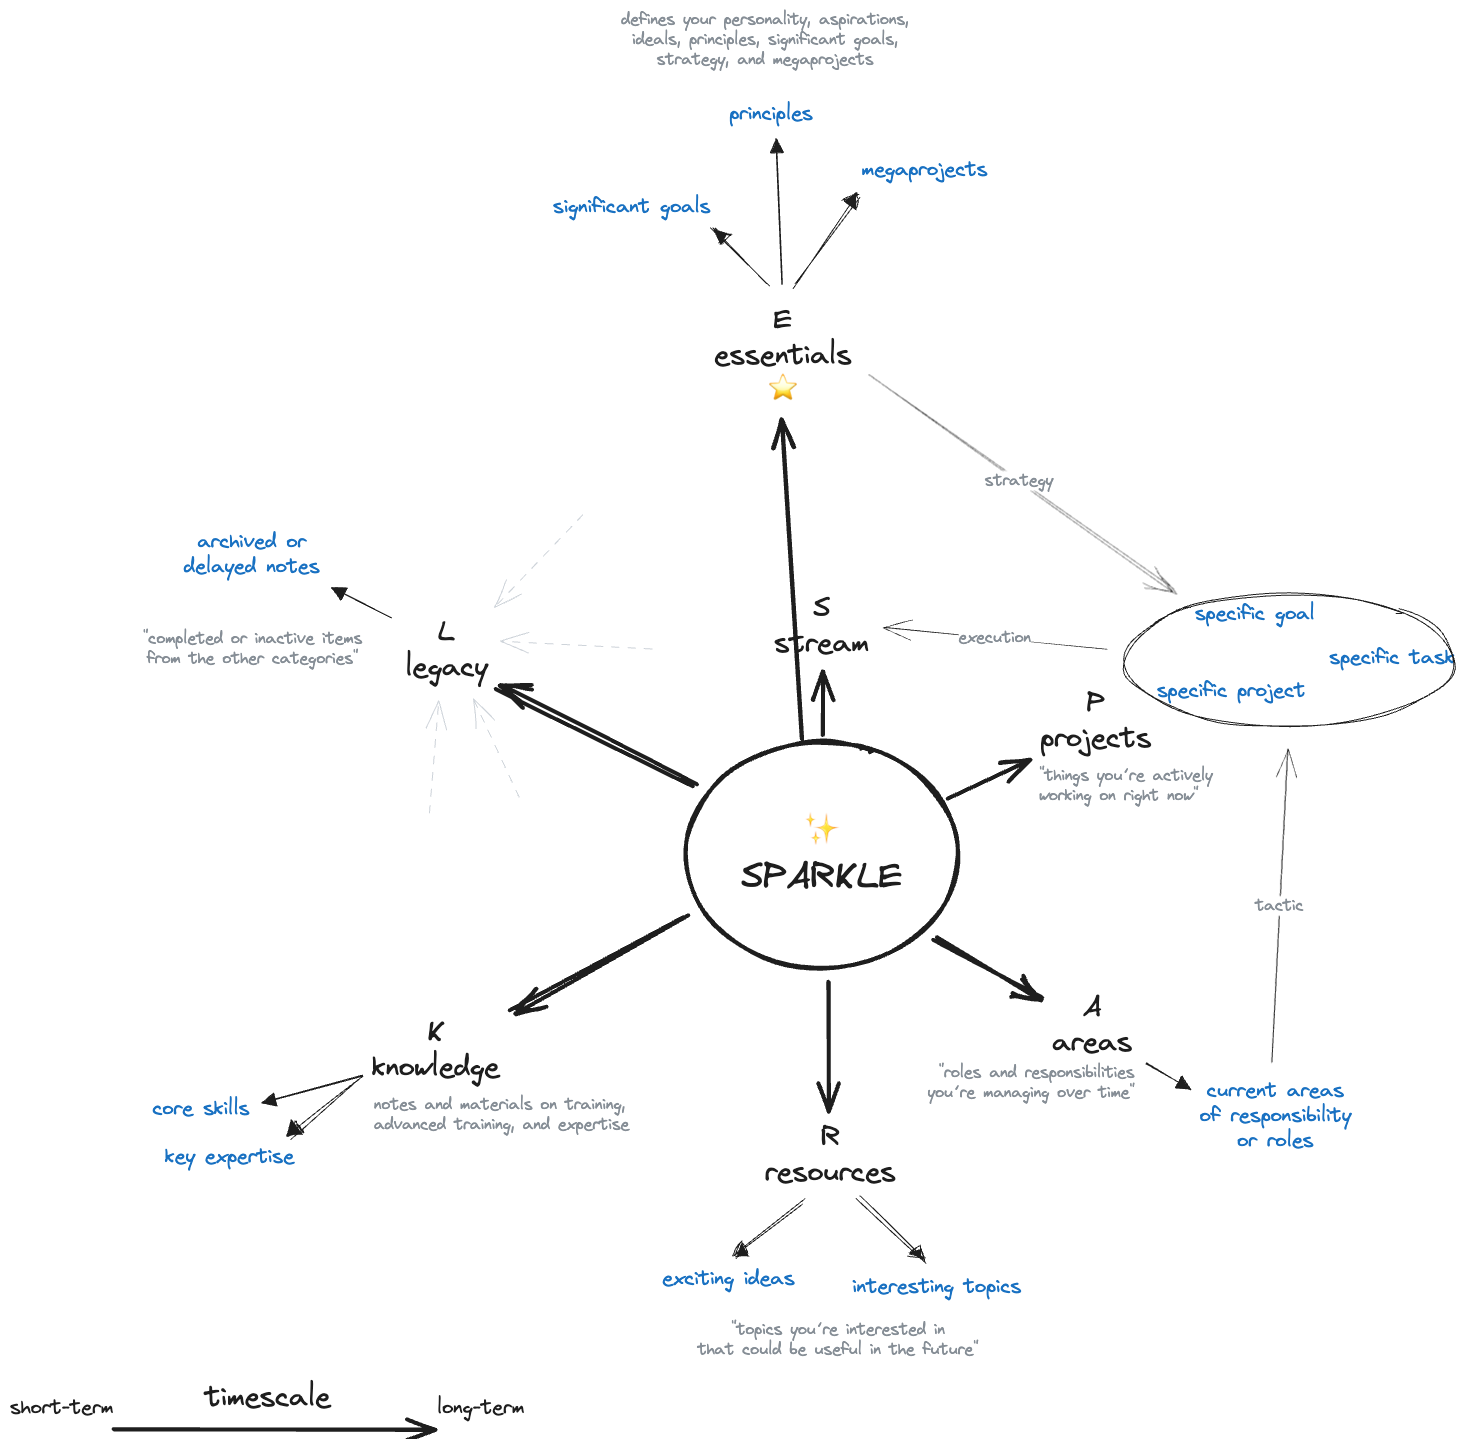 defines your personality, aspirations,
ideals, principles, significant goals,
strategy, and megaprojects
principles
megaprojects
significant goals
E
essentials
strategy
archived or
delayed notes
"completed or inactive items
from the other categories"
L
legacy
S
stream
execution
specific goal
specific task
specific project
P
projects
"things you're actively
working on right now"
SPARKLE
tactic
K
knowledge
notes and materials on training,
advanced training, and expertise
core skills
key expertise
A
areas
"roles and responsibilities
you're managing over time"
current areas
of responsibility
or roles
R
resources
exciting ideas
interesting topics
"topics you're interested in
that could be useful in the future"
short-term
timescale
long-term